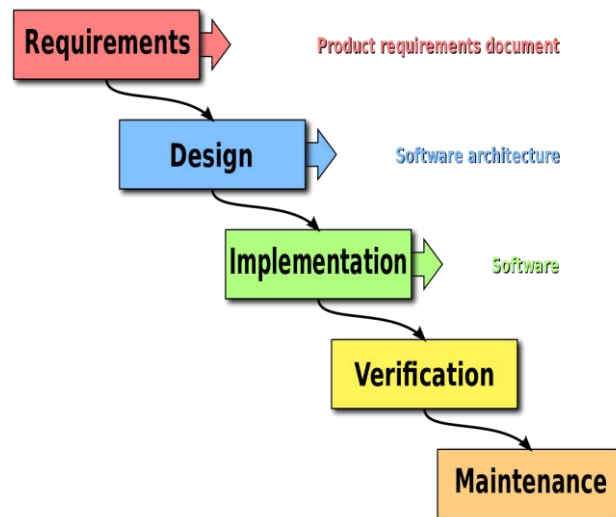 Requirements
Product requirements document
Design
Software architecture
Implementation
Software
Verification
Maintenance